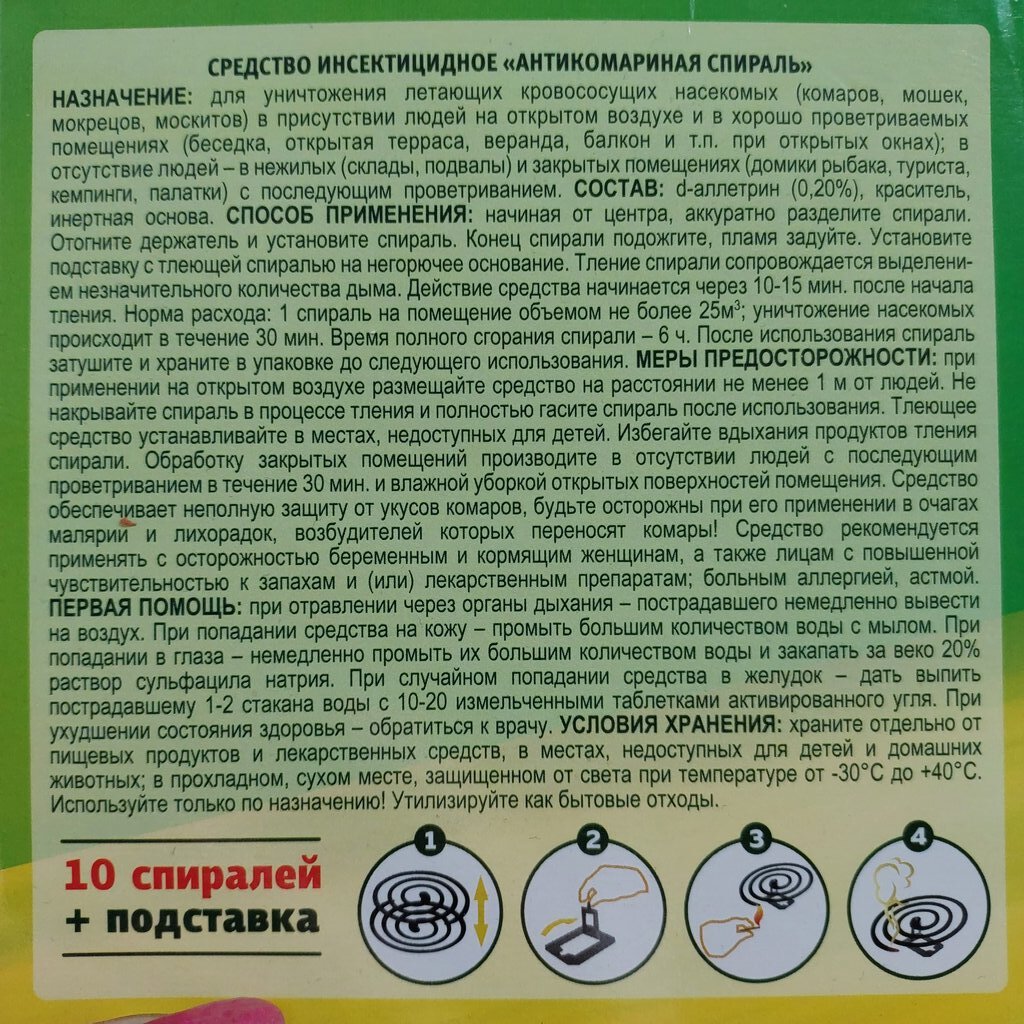 СРЕДСТВО ИНСЕКТИЦИДНОЕ «АНТИКОМАРИНАЯ СПИРАЛЬ»
НАЗНАЧЕНИЕ: для уничтожения летающих кровососущих насекомых (комаров, мошек,
мокрецов, москитов) в присутствии людей на открытом воздухе и в хорошо проветриваемых
помещениях (беседка, открытая терраса, веранда, балкон и т.п. при открытых окнах); в
отсутствие людей – в нежилых (склады, подвалы) и закрытых помещениях (домики рыбака, туриста,
кемпинги, палатки) с последующим проветриванием. СОСТАВ: d-аллетрин (0,20%), краситель,
инертная основа. СПОСОБ ПРИМЕНЕНИЯ: начиная от центра, аккуратно разделите спирали.
Отогните держатель и установите спираль. Конец спирали подожгите, пламя задуйте. Установите
подставку с тлеющей спиралью на негорючее основание. Тление спирали сопровождается выделени-
ем незначительного количества дыма. Действие средства начинается через 10-15 мин. после начала
тления. Норма расхода: 1 спираль на помещение объемом не более 25м³; уничтожение насекомых
происходит в течение 30 мин. Время полного сгорания спирали – 6 ч. После использования спираль
затушите и храните в упаковке до следующего использования. МЕРЫ ПРЕДОСТОРОЖНОСТИ: при
применении на открытом воздухе размещайте средство на расстоянии не менее 1 м от людей. Не
накрывайте спираль в процессе тления и полностью гасите спираль после использования. Тлеющее
средство устанавливайте в местах, недоступных для детей. Избегайте вдыхания продуктов тления
спирали. Обработку закрытых помещений производите в отсутствии людей с последующим
проветриванием в течение 30 мин. и влажной уборкой открытых поверхностей помещения. Средство
обеспечивает неполную защиту от укусов комаров, будьте осторожны при его применении в очагах
малярии и лихорадок, возбудителей которых переносят комары! Средство рекомендуется
применять с осторожностью беременным и кормящим женщинам, а также лицам с повышенной
чувствительностью к запахам и (или) лекарственным препаратам; больным аллергией, астмой.
ПЕРВАЯ ПОМОЩЬ: при отравлении через органы дыхания – пострадавшего немедленно вывести
на воздух. При попадании средства на кожу – промыть большим количеством воды с мылом. При
попадании в глаза – немедленно промыть их большим количеством воды и закапать за веко 20%
раствор сульфацила натрия. При случайном попадании средства в желудок – дать выпить
пострадавшему 1-2 стакана воды с 10-20 измельченными таблетками активированного угля. При
ухудшении состояния здоровья – обратиться к врачу. УСЛОВИЯ ХРАНЕНИЯ: храните отдельно от
пищевых продуктов и лекарственных средств, в местах, недоступных для детей и домашних
животных; в прохладном, сухом месте, защищенном от света при температуре от -30°С до +40°С.
Используйте только по назначению! Утилизируйте как бытовые отходы.
10 спиралей
+ подставка
1 2 3 4